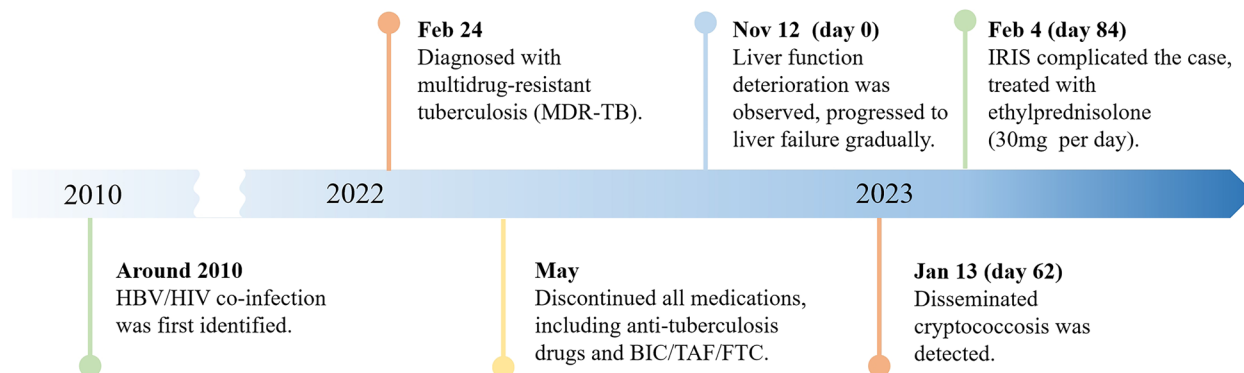 Feb 24
Diagnosed with
multidrug-resistant
tuberculosis (MDR-TB).
Nov 12 (day 0)
Liver function
deterioration was
observed, progressed to
liver failure gradually.
Feb 4 (day 84)
IRIS complicated the case,
treated with
ethylprednisolone
(30mg per day).
2010
2022
2023
Around 2010
HBV/HIV co-infection
was first identified.
May
Discontinued all medications,
including anti-tuberculosis
drugs and BIC/TAF/FTC.
Jan 13 (day 62)
Disseminated
cryptococcosis was
detected.